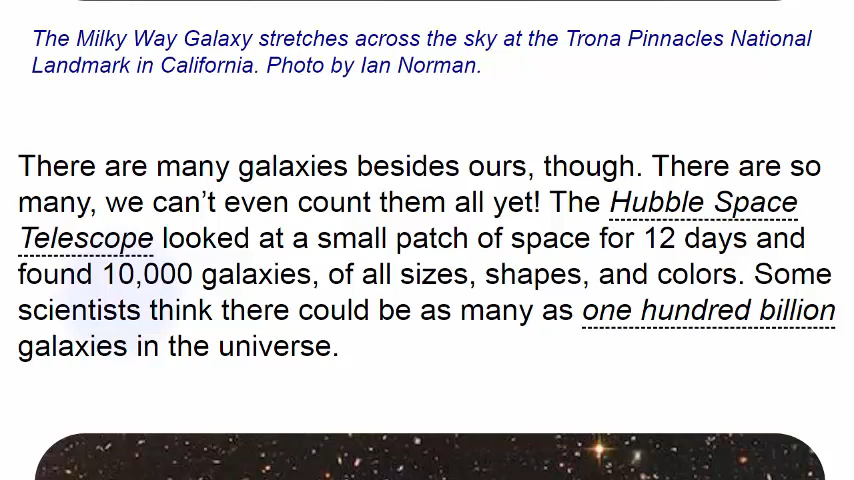 The Milky Way Galaxy stretches across the sky at the Trona Pinnacles National
Landmark in California. Photo by Ian Norman.
There are many galaxies besides ours, though. There are so
many, we can’t even count them all yet! The Hubble Space
Telescope looked at a small patch of space for 12 days and
found 10,000 galaxies, of all sizes, shapes, and colors. Some
scientists think there could be as many as one hundred billion
galaxies in the universe.